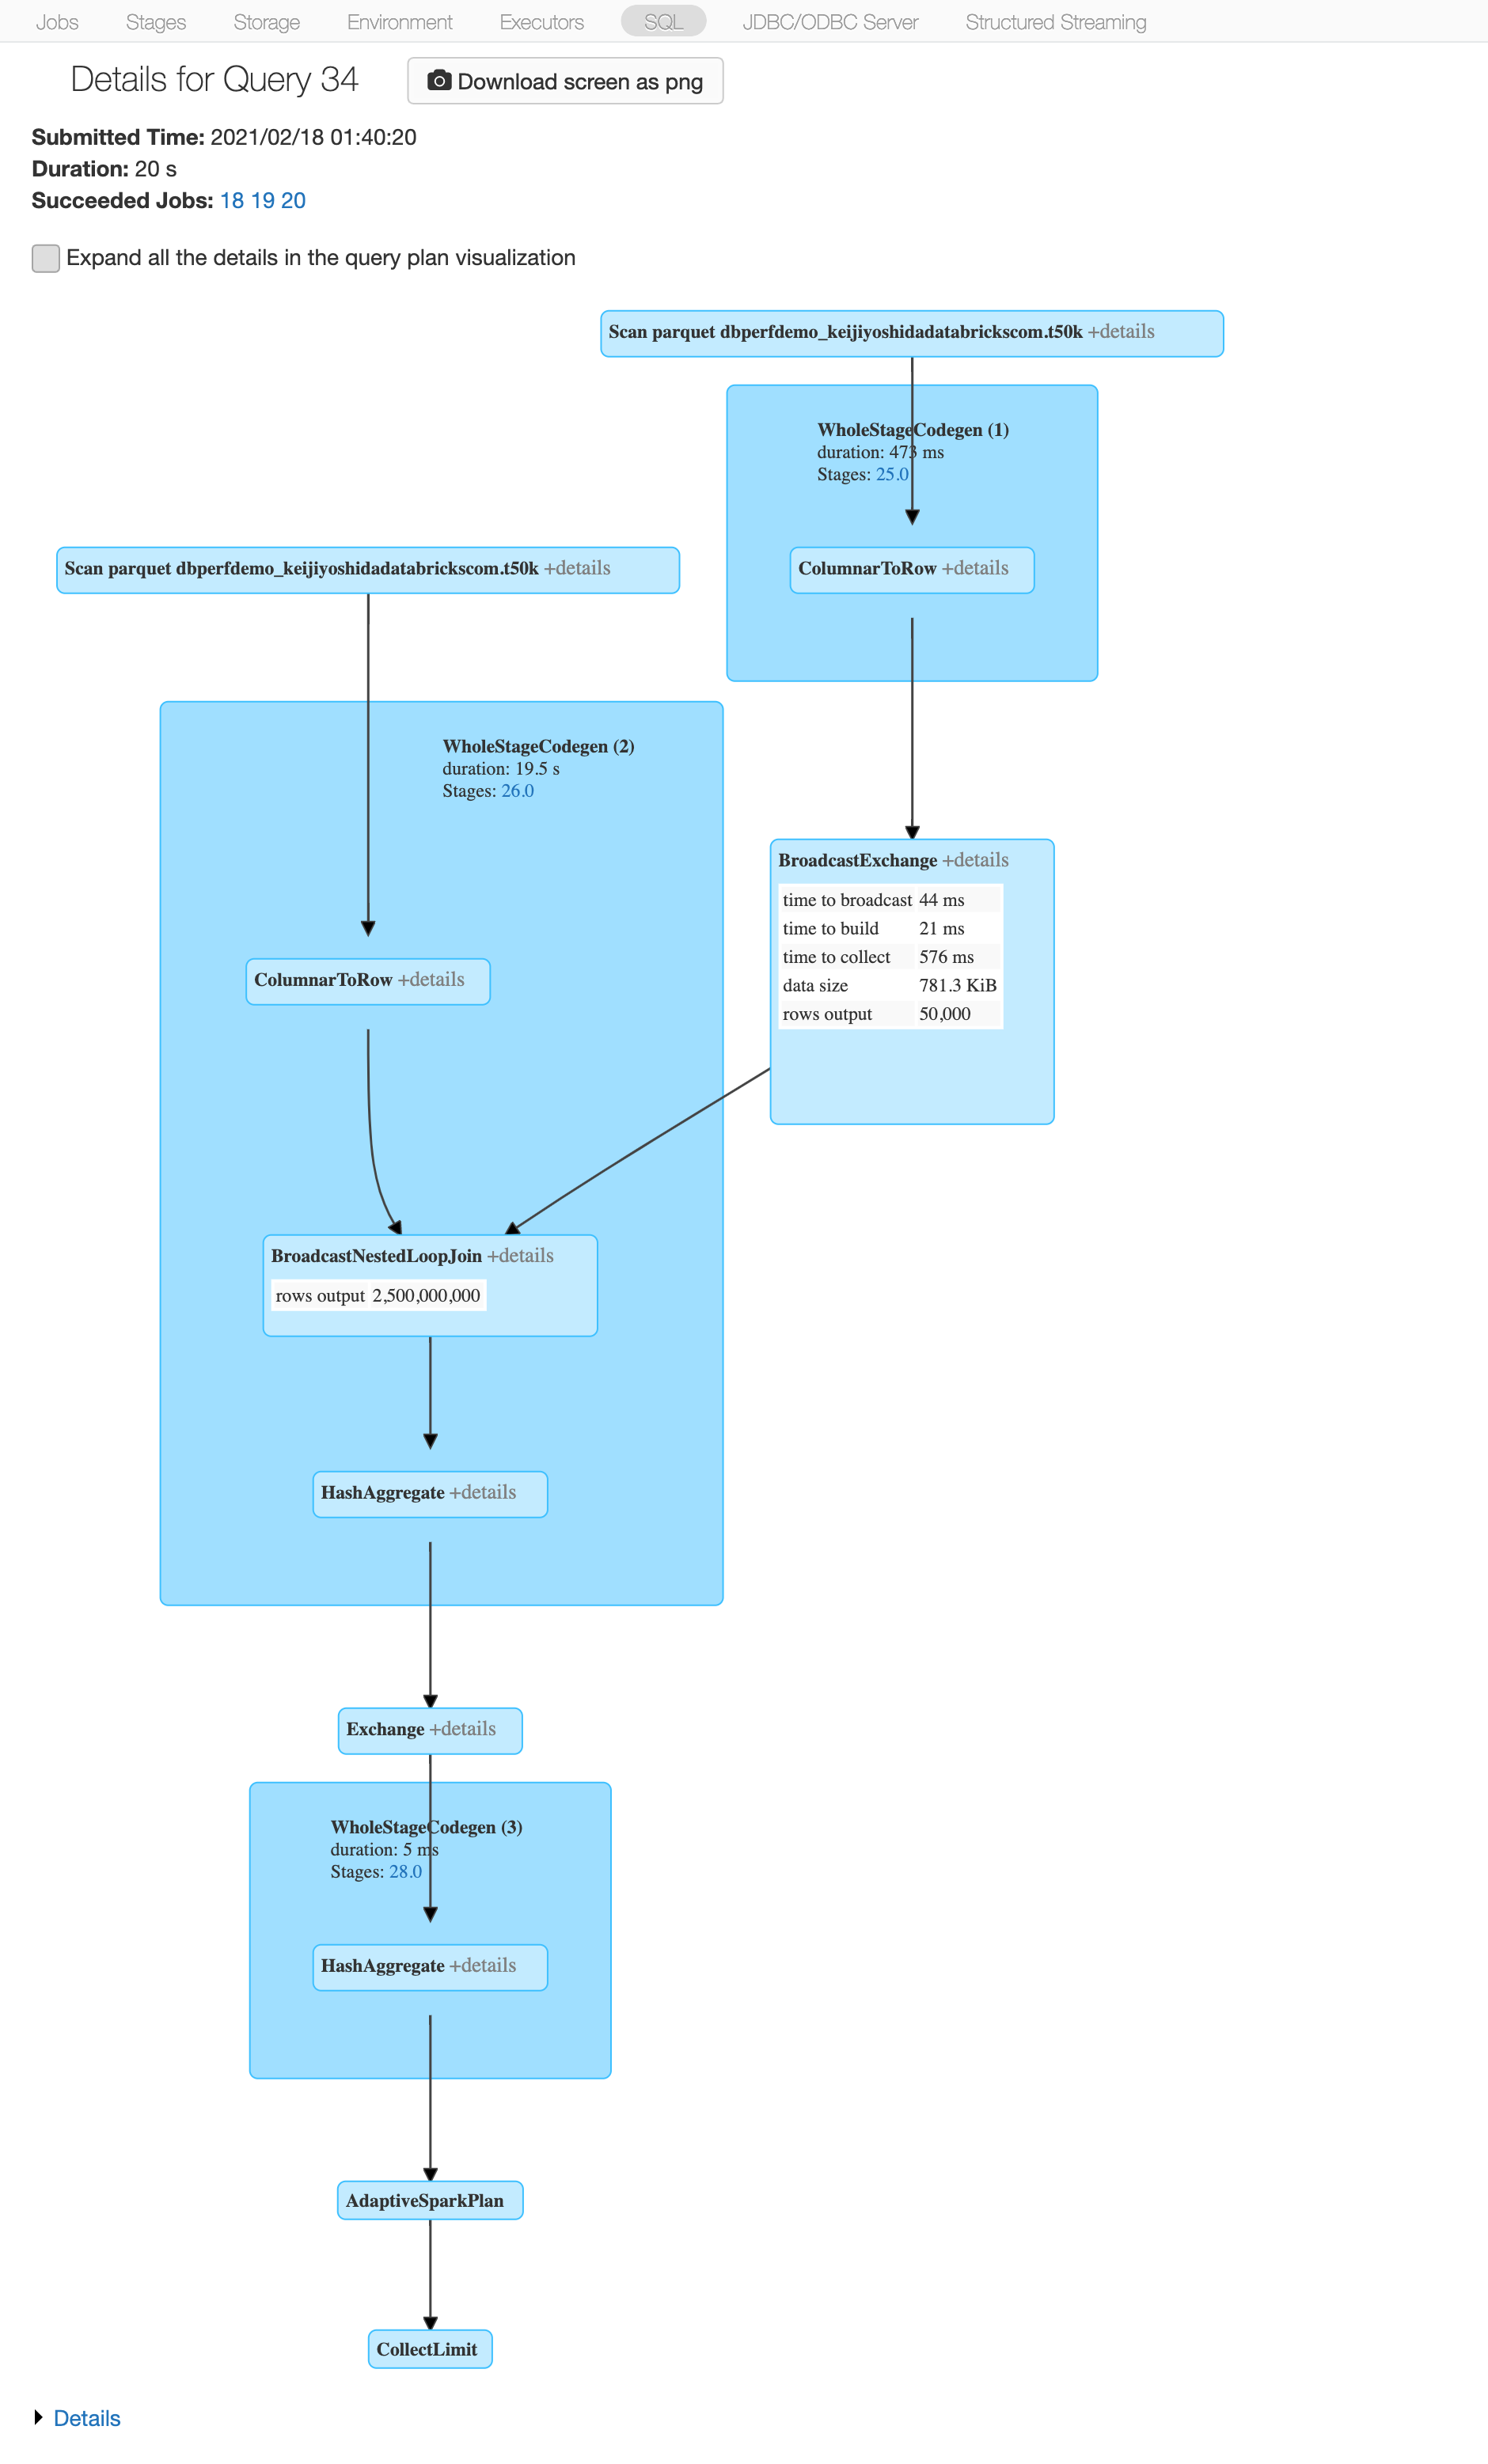 Jobs Stages Storage Environment Executors SQL JDBC/ODBC Server Structured Streaming
Details for Query 34 Download screen as png
Submitted Time: 2021/02/18 01:40:20
Duration: 20 s
Succeeded Jobs: 18 19 20
Expand all the details in the query plan visualization
Scan parquet dbperfdemo_keijiyoshidadatabrickscom.t50k +details
WholeStageCodegen (1)
duration: 473 ms
Stages: 25.0
Scan parquet dbperfdemo_keijiyoshidadatabrickscom.t50k +details
ColumnarToRow +details
WholeStageCodegen (2)
duration: 19.5 s
Stages: 26.0
BroadcastExchange +details
time to broadcast 44 ms
time to build 21 ms
time to collect 576 ms
data size 781.3 KiB
rows output 50,000
ColumnarToRow +details
BroadcastNestedLoopJoin +details
rows output 2,500,000,000
HashAggregate +details
Exchange +details
WholeStageCodegen (3)
duration: 5 ms
Stages: 28.0
HashAggregate +details
AdaptiveSparkPlan
CollectLimit
Details